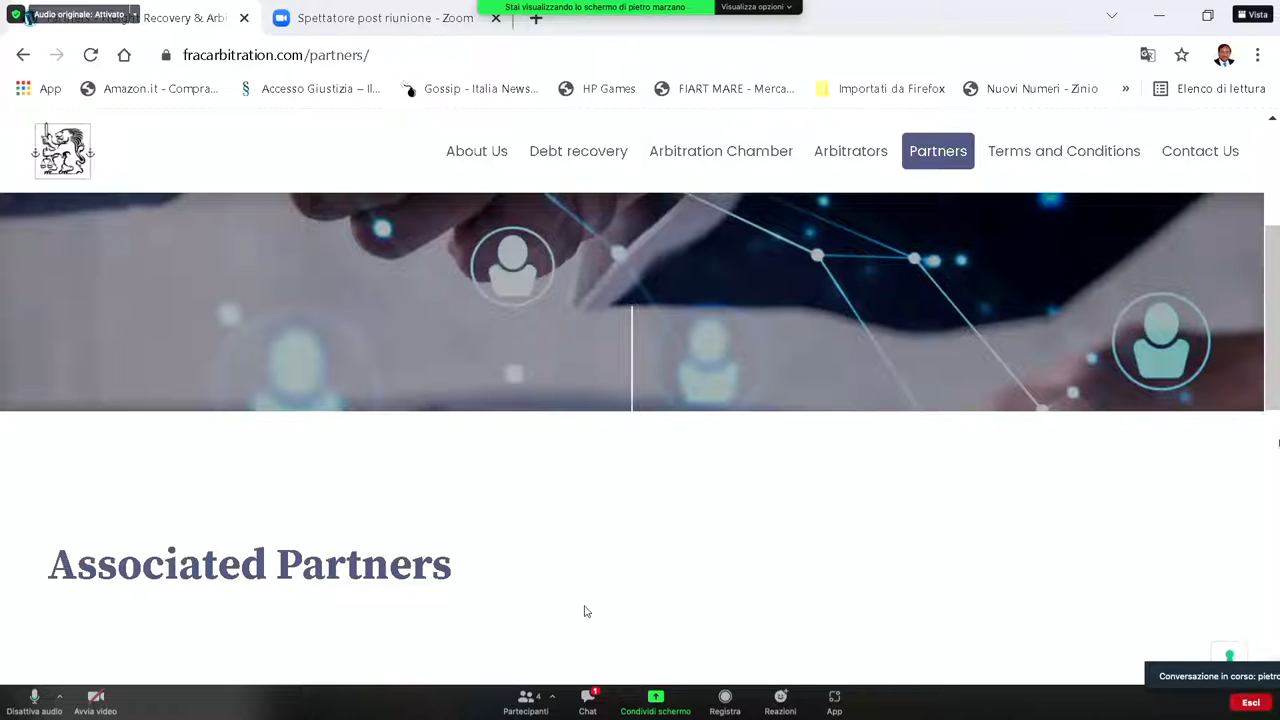 Audio originale: Attivato
Recovery & Arbi
Spettatore post riunione - Zoom
Stai visualizzando lo schermo di pietro marzano
Visualizza opzioni
Vista
fracarbitration.com/partners/
App
Amazon.it - Compra...
Accesso Giustizia – Il...
Gossip - Italia News...
HP Games
FIART MARE - Merca...
Importati da Firefox
Nuovi Numeri - Zinio
»
Elenco di lettura
About Us
Debt recovery
Arbitration Chamber
Arbitrators
Partners
Terms and Conditions
Contact Us
Associated Partners
Conversazione in corso: pietro
Disattiva audio
Avvia video
4
Partecipanti
1
Chat
Condividi schermo
Registra
Reazioni
App
Esci